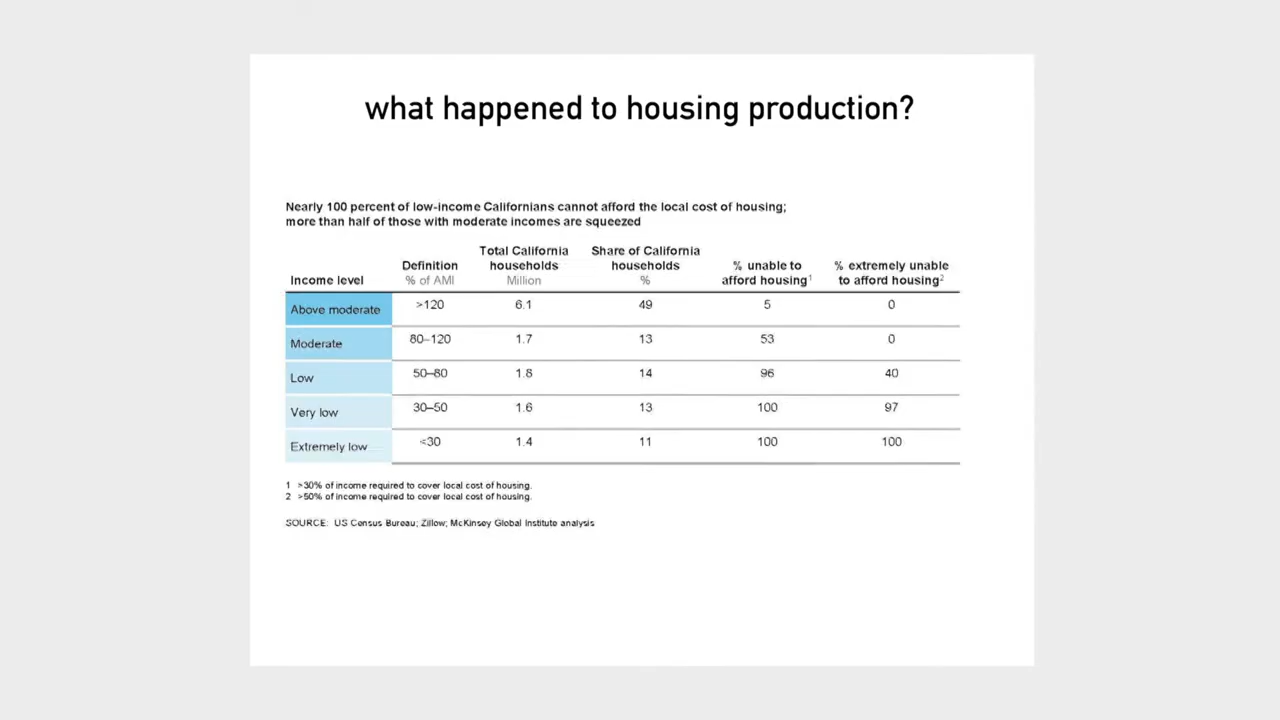 what happened to housing production?
Nearly 100 percent of low-income Californians cannot afford the local cost of housing;
more than half of those with moderate incomes are squeezed
Income level
Definition
% of AMI
Total California
households
Million
Share of California
households
%
% unable to
afford housing1
% extremely unable
to afford housing2
Above moderate >120 6.1 49 5 0
Moderate 80–120 1.7 13 53 0
Low 50–80 1.8 14 96 40
Very low 30–50 1.6 13 100 97
Extremely low <30 1.4 11 100 100
1 >30% of income required to cover local cost of housing.
2 >50% of income required to cover local cost of housing.
SOURCE: US Census Bureau; Zillow; McKinsey Global Institute analysis